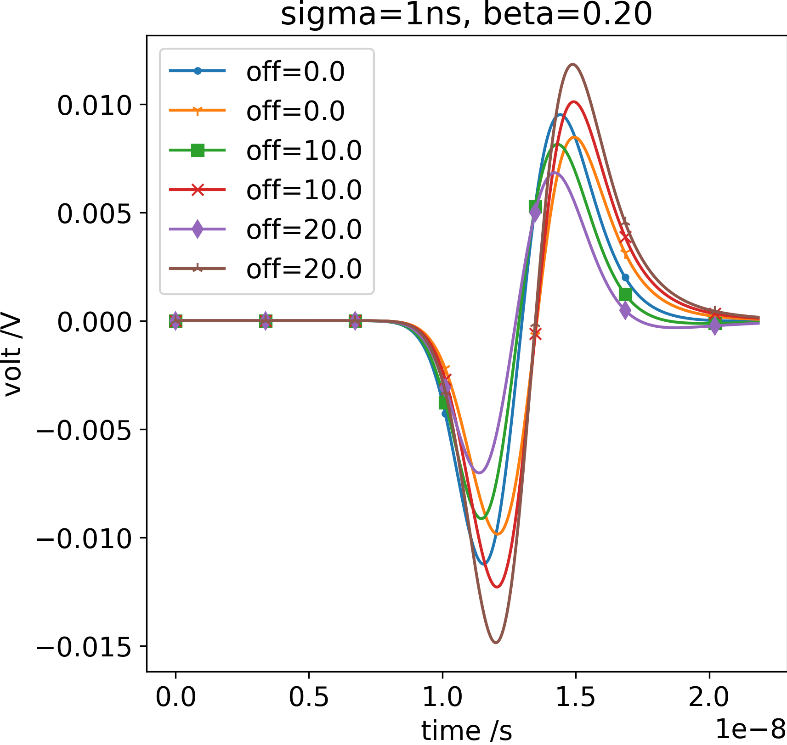 sigma=1ns, beta=0.20
off=0.0
off=0.0
off=10.0
off=10.0
off=20.0
off=20.0
0.010
0.005
0.000
−0.005
−0.010
−0.015
volt /V
0.0 0.5 1.0 1.5 2.0
time /s
1e−8